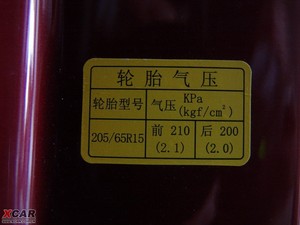 轮胎气压
轮胎型号 气压 KPa (kgf/cm²)
205/65R15 前 210 (2.1) 后 200 (2.0)
XCAR